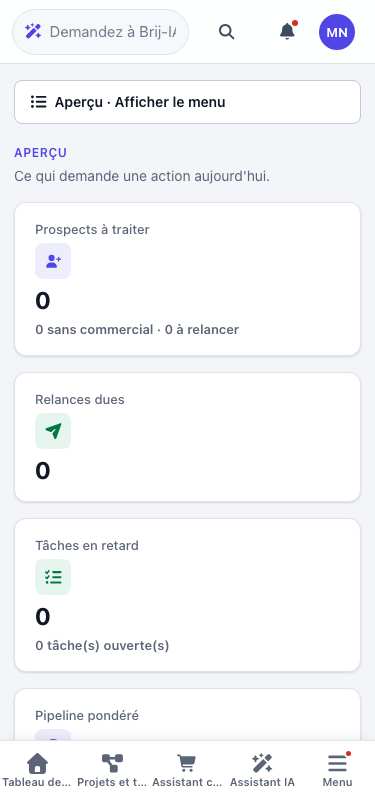 Demandez à Brij-IA
MN
Aperçu · Afficher le menu
APERÇU
Ce qui demande une action aujourd'hui.
Prospects à traiter
0
0 sans commercial · 0 à relancer
Relances dues
0
Tâches en retard
0
0 tâche(s) ouverte(s)
Pipeline pondéré
Tableau de... Projets et t... Assistant c... Assistant IA Menu